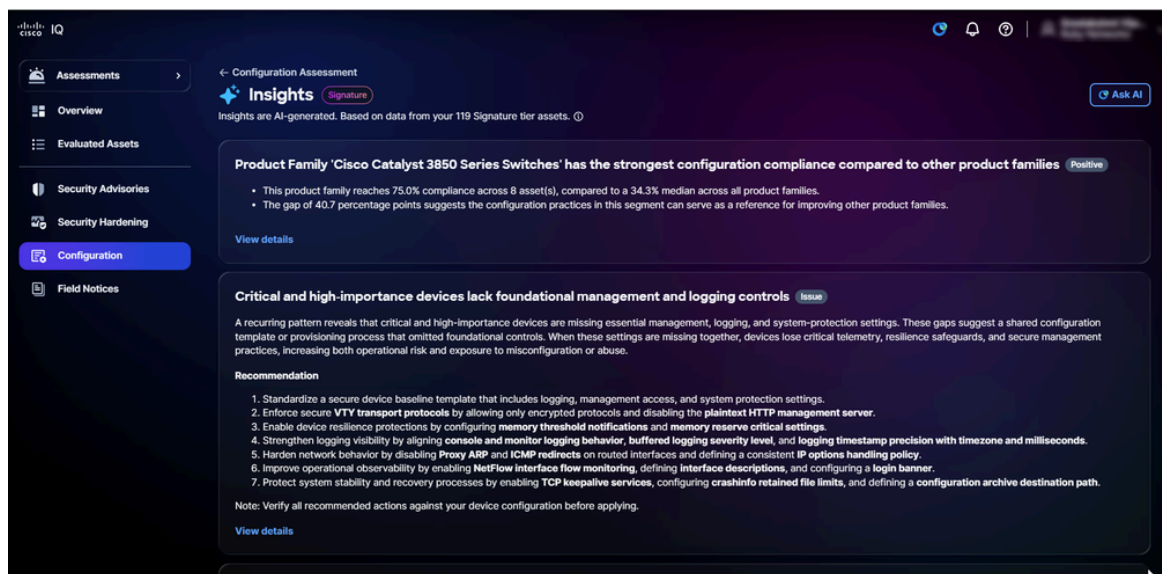 cisco IQ
Assessments
Overview
Evaluated Assets
Security Advisories
Security Hardening
Configuration
Field Notices
← Configuration Assessment
Insights Signature
Ask AI
Insights are AI-generated. Based on data from your 119 Signature tier assets.
Product Family 'Cisco Catalyst 3850 Series Switches' has the strongest configuration compliance compared to other product families Positive
• This product family reaches 75.0% compliance across 8 asset(s), compared to a 34.3% median across all product families.
• The gap of 40.7 percentage points suggests the configuration practices in this segment can serve as a reference for improving other product families.
View details
Critical and high-importance devices lack foundational management and logging controls Issue
A recurring pattern reveals that critical and high-importance devices are missing essential management, logging, and system-protection settings. These gaps suggest a shared configuration
template or provisioning process that omitted foundational controls. When these settings are missing together, devices lose critical telemetry, resilience safeguards, and secure management
practices, increasing both operational risk and exposure to misconfiguration or abuse.
Recommendation
1. Standardize a secure device baseline template that includes logging, management access, and system protection settings.
2. Enforce secure VTY transport protocols by allowing only encrypted protocols and disabling the plaintext HTTP management server.
3. Enable device resilience protections by configuring memory threshold notifications and memory reserve critical settings.
4. Strengthen logging visibility by aligning console and monitor logging behavior, buffered logging severity level, and logging timestamp precision with timezone and milliseconds.
5. Harden network behavior by disabling Proxy ARP and ICMP redirects on routed interfaces and defining a consistent IP options handling policy.
6. Improve operational observability by enabling NetFlow interface flow monitoring, defining interface descriptions, and configuring a login banner.
7. Protect system stability and recovery processes by enabling TCP keepalive services, configuring crashinfo retained file limits, and defining a configuration archive destination path.
Note: Verify all recommended actions against your device configuration before applying.
View details